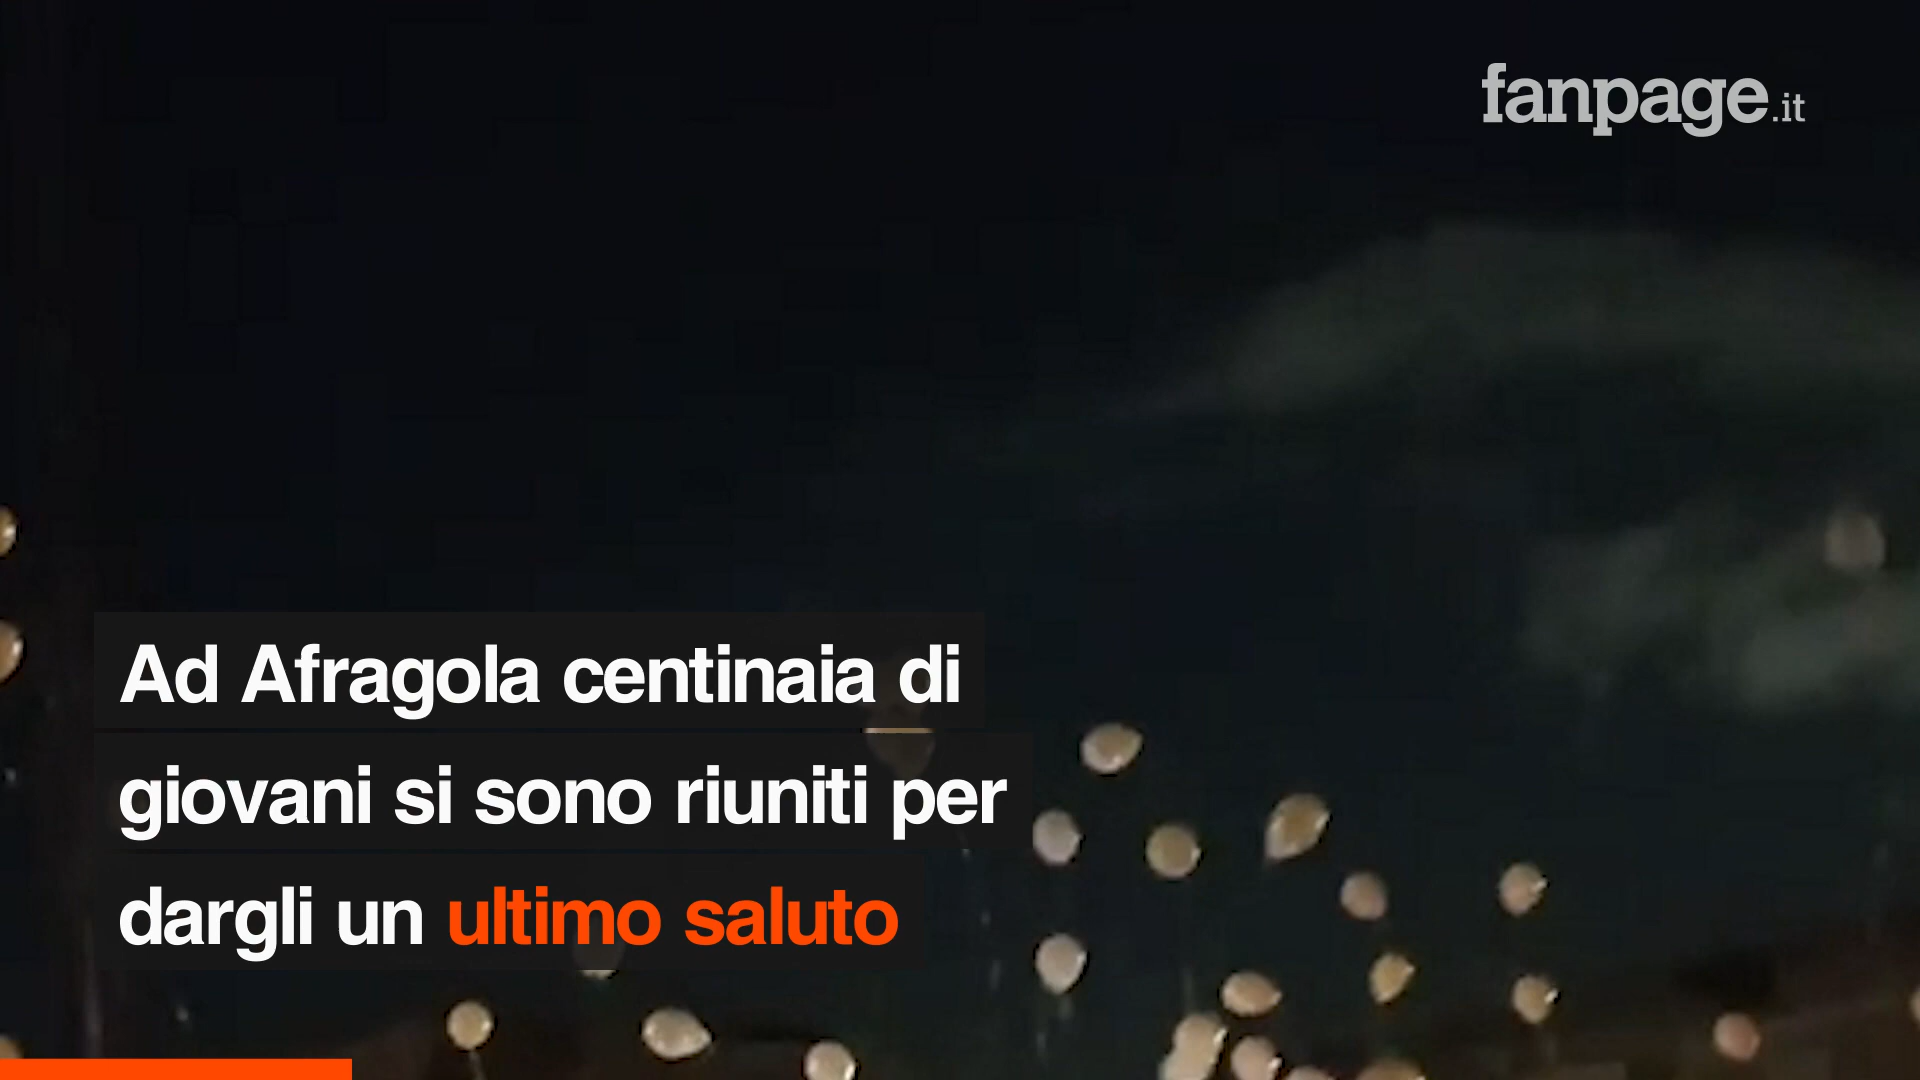 fanpage.it
Ad Afragola centinaia di
giovani si sono riuniti per
dargli un ultimo saluto